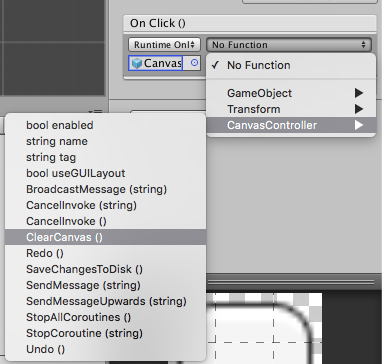 On Click ()
Runtime Onl
No Function
Canvas
✓ No Function
GameObject
Transform
CanvasController
bool enabled
string name
string tag
bool useGUILayout
BroadcastMessage (string)
CancelInvoke (string)
CancelInvoke ()
ClearCanvas ()
Redo ()
SaveChangesToDisk ()
SendMessage (string)
SendMessageUpwards (string)
StopAllCoroutines ()
StopCoroutine (string)
Undo ()